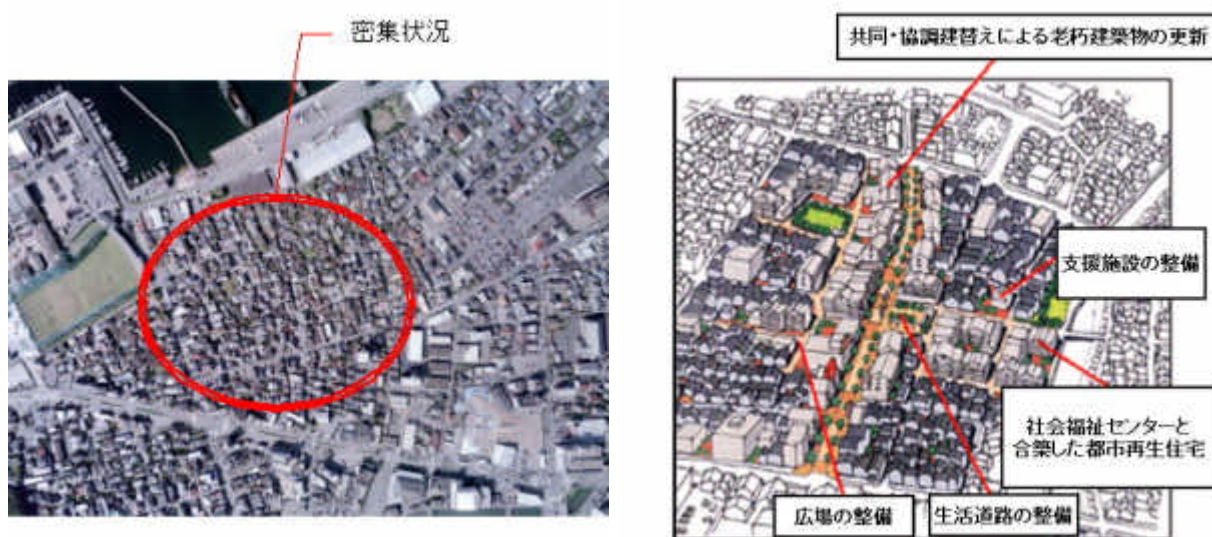 密集状況
共同・協調建替えによる老朽建築物の更新
支援施設の整備
社会福祉センターと
合築した都市再生住宅
広場の整備
生活道路の整備